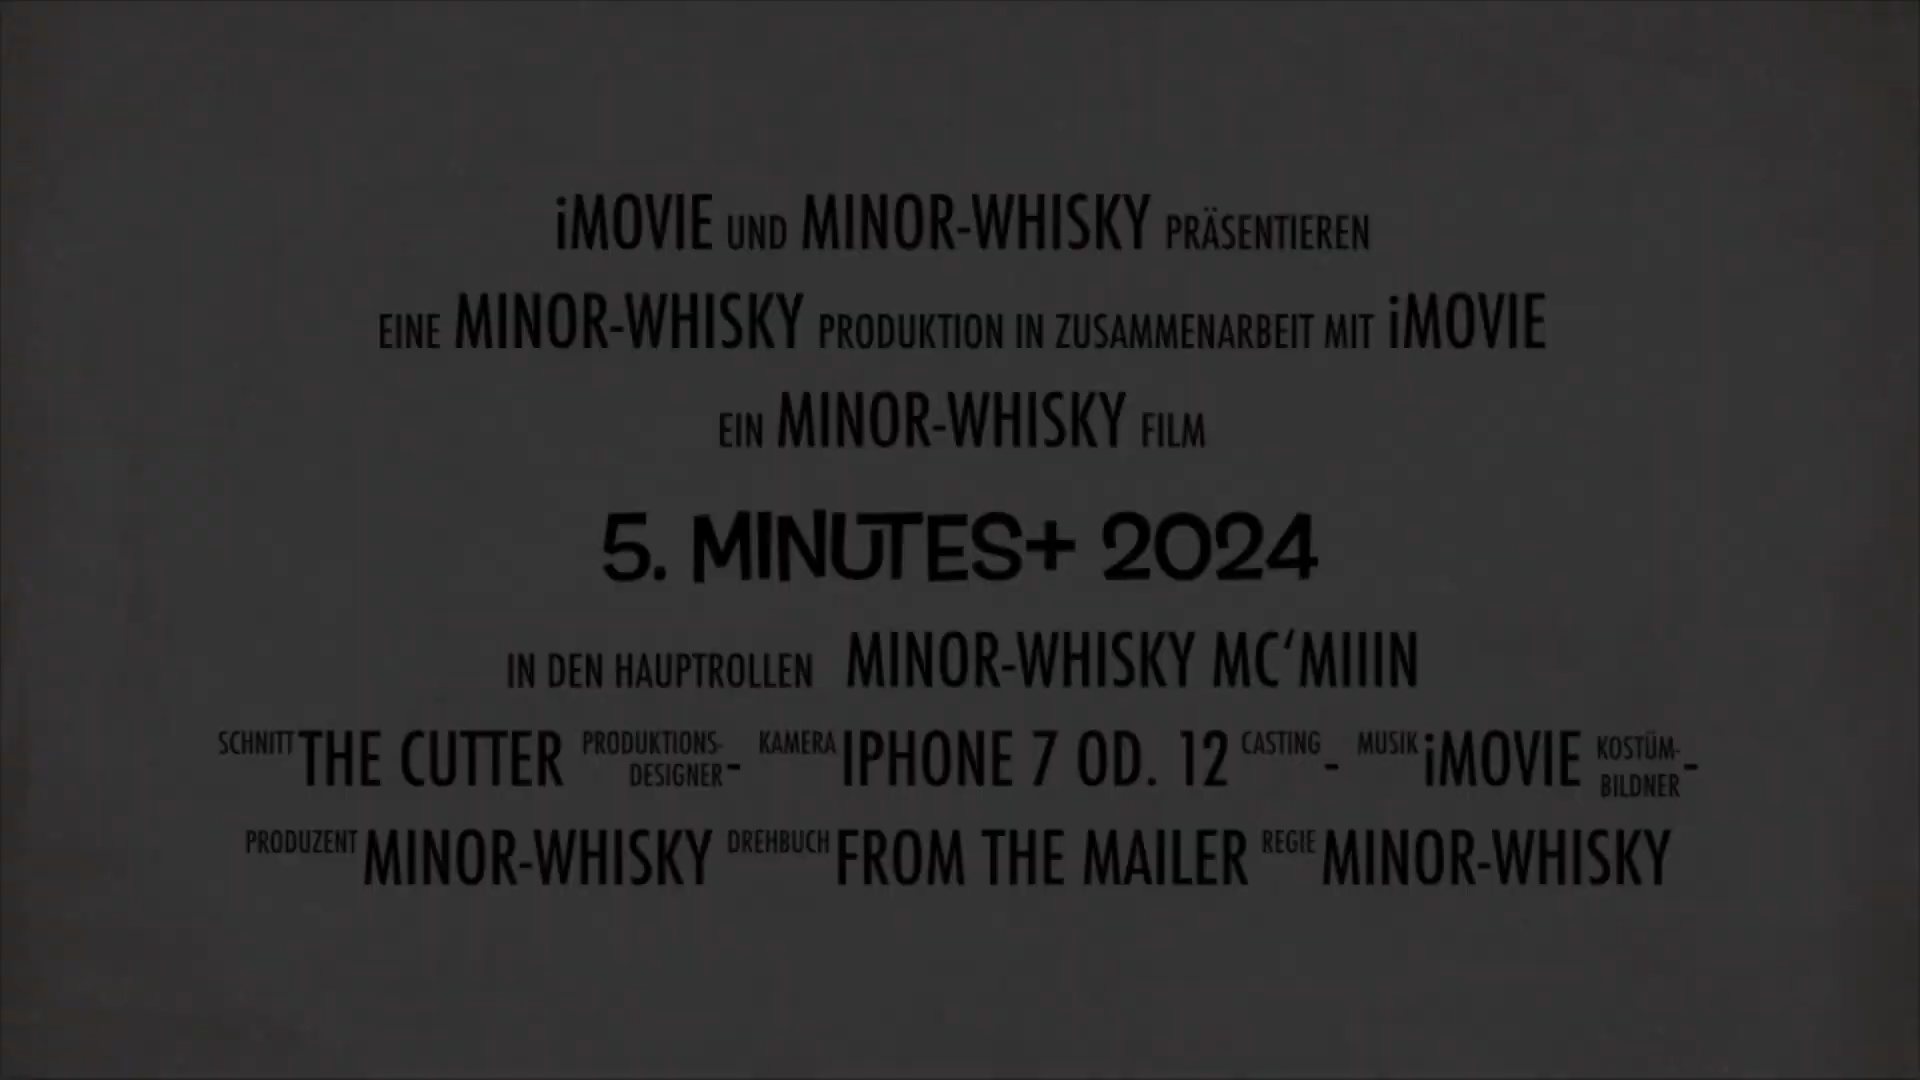 iMOVIE UND MINOR-WHISKY PRÄSENTIEREN
EINE MINOR-WHISKY PRODUKTION IN ZUSAMMENARBEIT MIT iMOVIE
EIN MINOR-WHISKY FILM
5. MINUTES+ 2024
IN DEN HAUPTROLLEN MINOR-WHISKY MC‘MIIIN
SCHNITT THE CUTTER PRODUKTIONS-DESIGNER - KAMERA IPHONE 7 OD. 12 CASTING - MUSIK iMOVIE KOSTÜM-BILDNER -
PRODUZENT MINOR-WHISKY DREHBUCH FROM THE MAILER REGIE MINOR-WHISKY